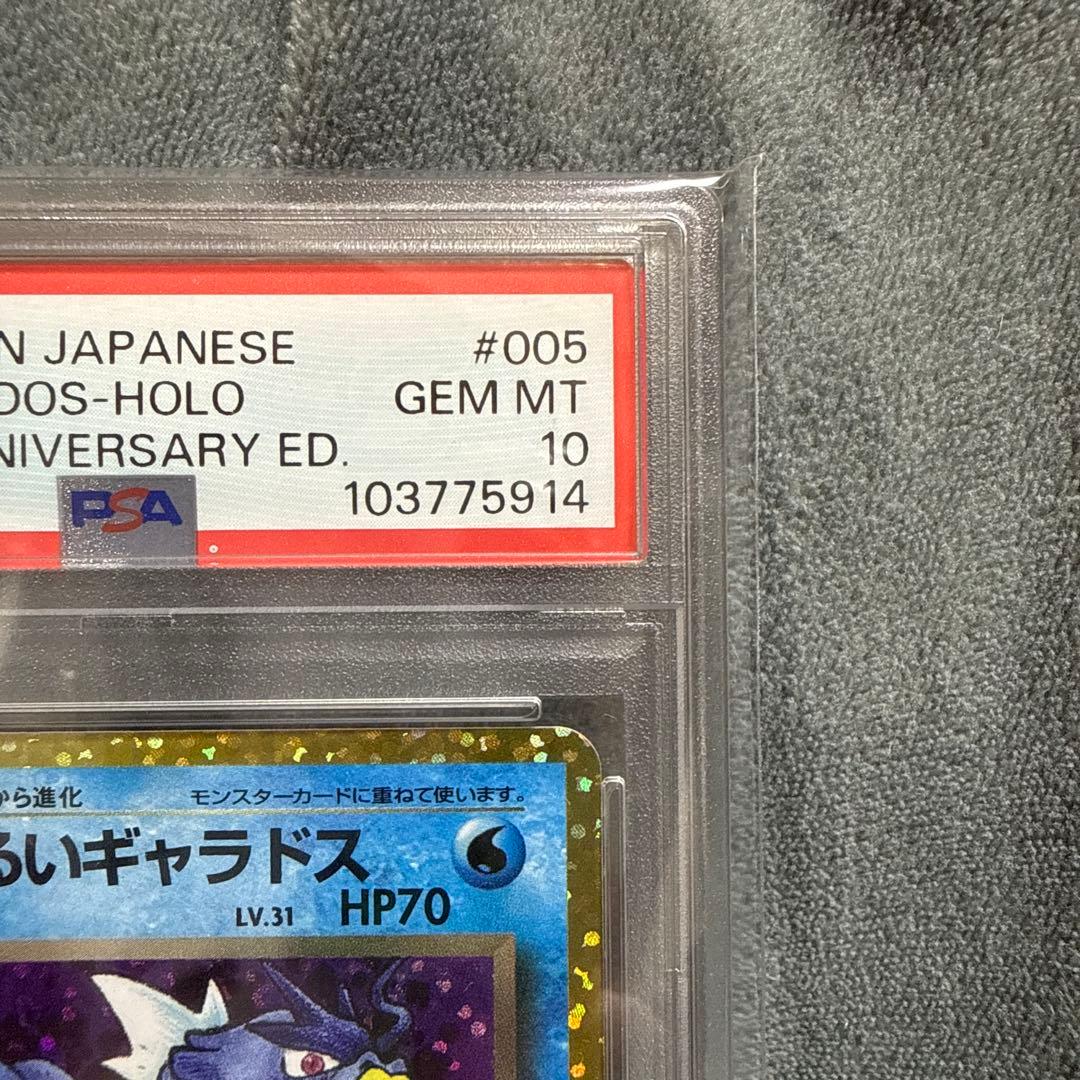 N JAPANESE #005
DOS-HOLO GEM MT
NIVERSARY ED. 10
PSA 103775914
から進化 モンスターカードに重ねて使います。
るいギャラドス
LV.31 HP70